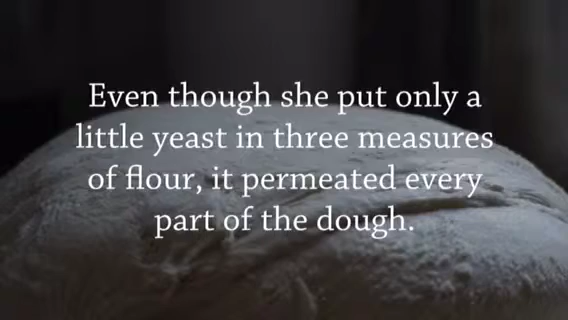 Even though she put only a
little yeast in three measures
of flour, it permeated every
part of the dough.